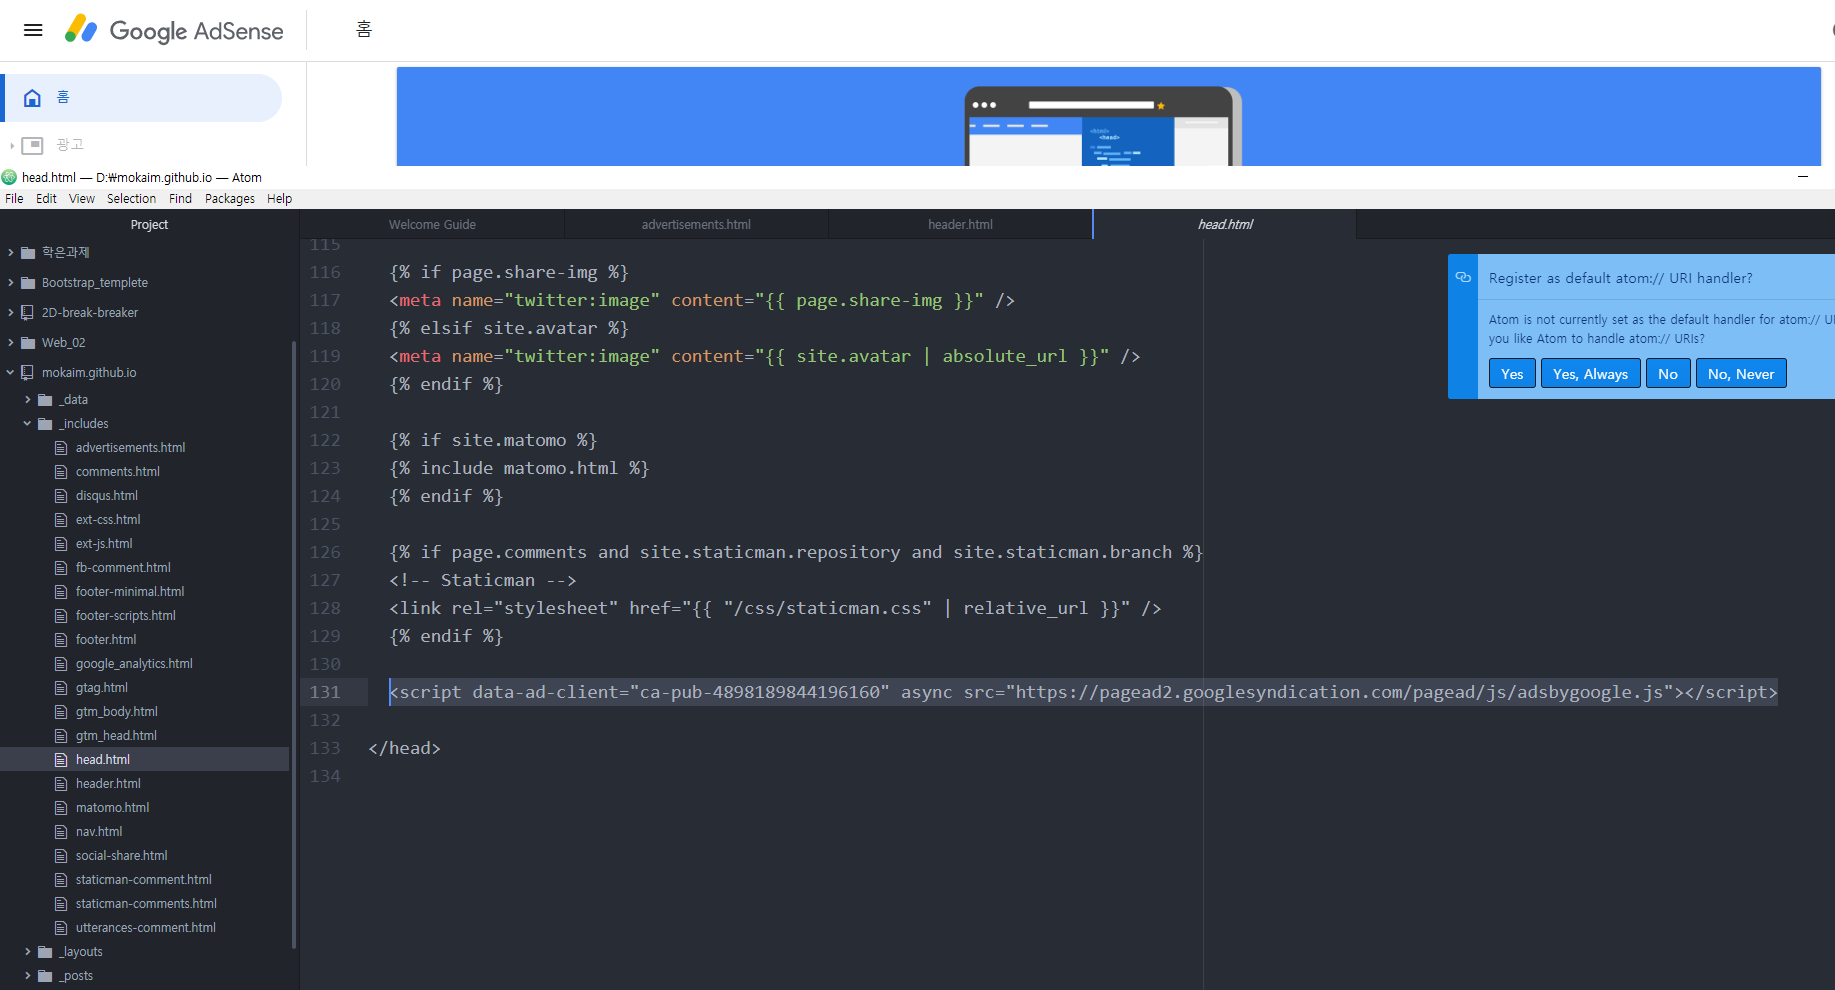 Google AdSense
홈
홈
광고
<html>
<head>
head.html — D:₩mokaim.github.io — Atom
File Edit View Selection Find Packages Help
Project
Welcome Guide
advertisements.html
header.html
head.html
학은과제
Bootstrap_templete
2D-break-breaker
Web_02
mokaim.github.io
_data
_includes
advertisements.html
comments.html
disqus.html
ext-css.html
ext-js.html
fb-comment.html
footer-minimal.html
footer-scripts.html
footer.html
google_analytics.html
gtag.html
gtm_body.html
gtm_head.html
head.html
header.html
matomo.html
nav.html
social-share.html
staticman-comment.html
staticman-comments.html
utterances-comment.html
_layouts
_posts
115
116 {% if page.share-img %}
117 <meta name="twitter:image" content="{{ page.share-img }}" />
118 {% elsif site.avatar %}
119 <meta name="twitter:image" content="{{ site.avatar | absolute_url }}" />
120 {% endif %}
121
122 {% if site.matomo %}
123 {% include matomo.html %}
124 {% endif %}
125
126 {% if page.comments and site.staticman.repository and site.staticman.branch %}
127 <!-- Staticman -->
128 <link rel="stylesheet" href="{{ "/css/staticman.css" | relative_url }}" />
129 {% endif %}
130
131 <script data-ad-client="ca-pub-4898189844196160" async src="https://pagead2.googlesyndication.com/pagead/js/adsbygoogle.js"></script>
132
133 </head>
134
Register as default atom:// URI handler?
Atom is not currently set as the default handler for atom:// U
you like Atom to handle atom:// URIs?
Yes
Yes, Always
No
No, Never